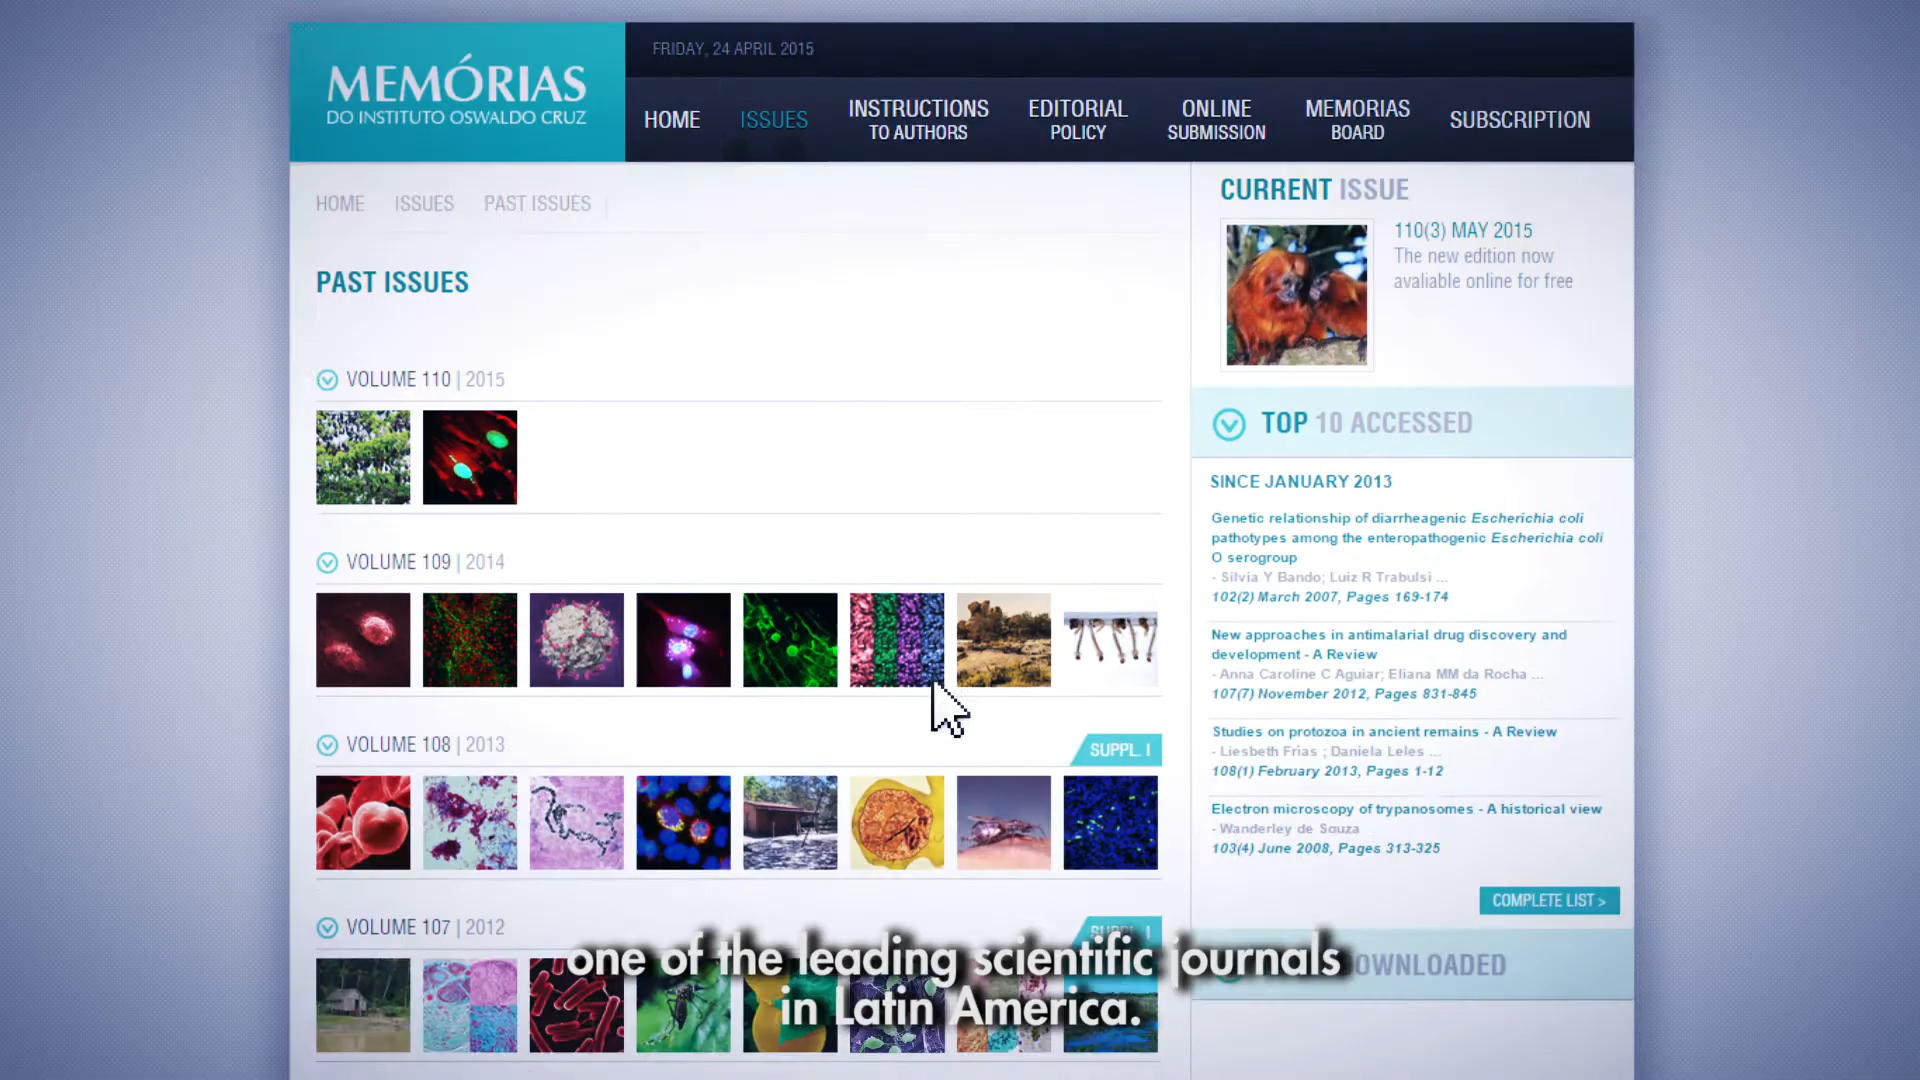 MEMÓRIAS
DO INSTITUTO OSWALDO CRUZ
FRIDAY, 24 APRIL 2015
HOME
ISSUES
INSTRUCTIONS
TO AUTHORS
EDITORIAL
POLICY
ONLINE
SUBMISSION
MEMORIAS
BOARD
SUBSCRIPTION
HOME ISSUES PAST ISSUES
PAST ISSUES
VOLUME 110 | 2015
VOLUME 109 | 2014
VOLUME 108 | 2013
SUPPL. I
VOLUME 107 | 2012
SUPPL. I
CURRENT ISSUE
110(3) MAY 2015
The new edition now
avaliable online for free
TOP 10 ACCESSED
SINCE JANUARY 2013
Genetic relationship of diarrheagenic Escherichia coli
pathotypes among the enteropathogenic Escherichia coli
O serogroup
- Silvia Y Bando; Luiz R Trabulsi ...
102(2) March 2007, Pages 169-174
New approaches in antimalarial drug discovery and
development - A Review
- Anna Caroline C Aguiar; Eliana MM da Rocha ...
107(7) November 2012, Pages 831-845
Studies on protozoa in ancient remains - A Review
- Liesbeth Frias ; Daniela Leles ...
108(1) February 2013, Pages 1-12
Electron microscopy of trypanosomes - A historical view
- Wanderley de Souza
103(4) June 2008, Pages 313-325
COMPLETE LIST >
OWNLOADED
one of the leading scientific journals
in Latin America.